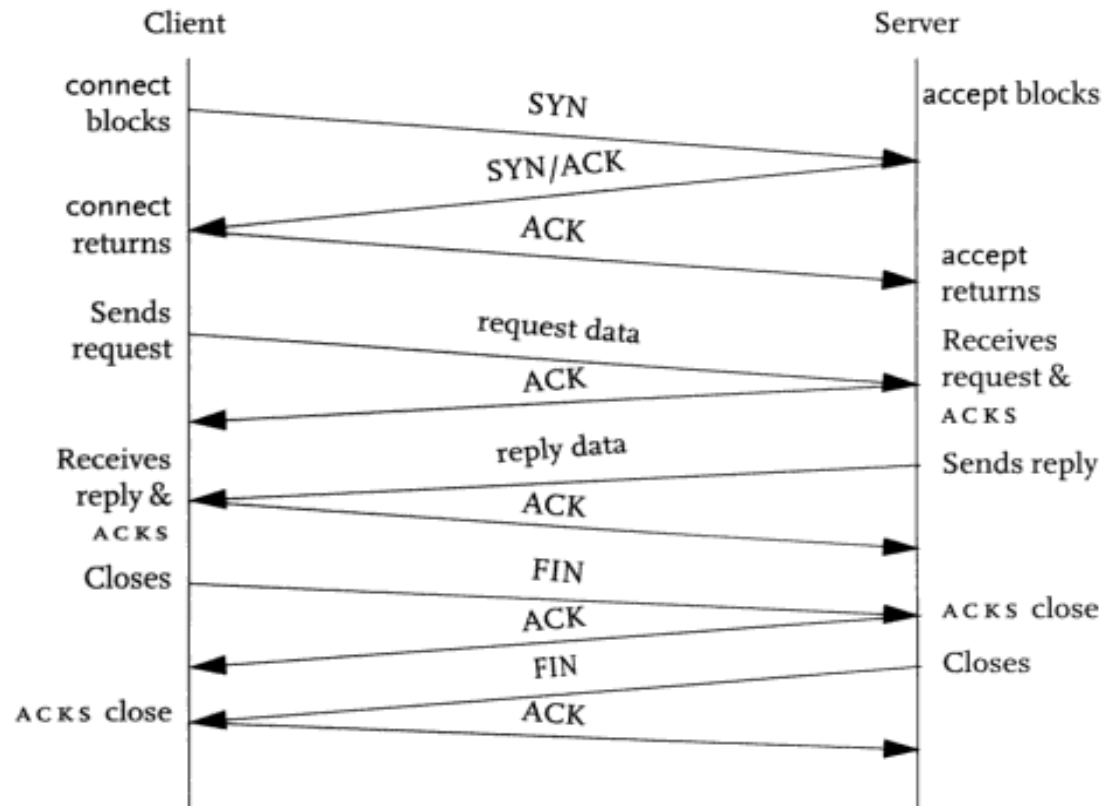 Client
Server
connect
blocks
SYN
accept blocks
SYN/ACK
connect
returns
ACK
accept
returns
Sends
request
request data
Receives
request &
ACKS
ACK
reply data
Receives
reply &
ACKS
Sends reply
ACK
Closes
FIN
ACKS close
ACK
FIN
Closes
ACKS close
ACK